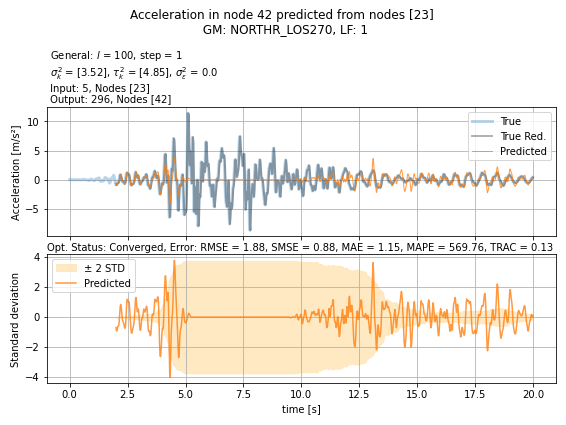 Acceleration in node 42 predicted from nodes [23]
GM: NORTHR_LOS270, LF: 1
General: l = 100, step = 1
σ²ₖ = [3.52], τ²ₖ = [4.85], σ²ε = 0.0
Input: 5, Nodes [23]
Output: 296, Nodes [42]
Acceleration [m/s²]
10
5
0
−5
True
True Red.
Predicted
Opt. Status: Converged, Error: RMSE = 1.88, SMSE = 0.88, MAE = 1.15, MAPE = 569.76, TRAC = 0.13
Standard deviation
4
2
0
−2
−4
± 2 STD
Predicted
0.0 2.5 5.0 7.5 10.0 12.5 15.0 17.5 20.0
time [s]